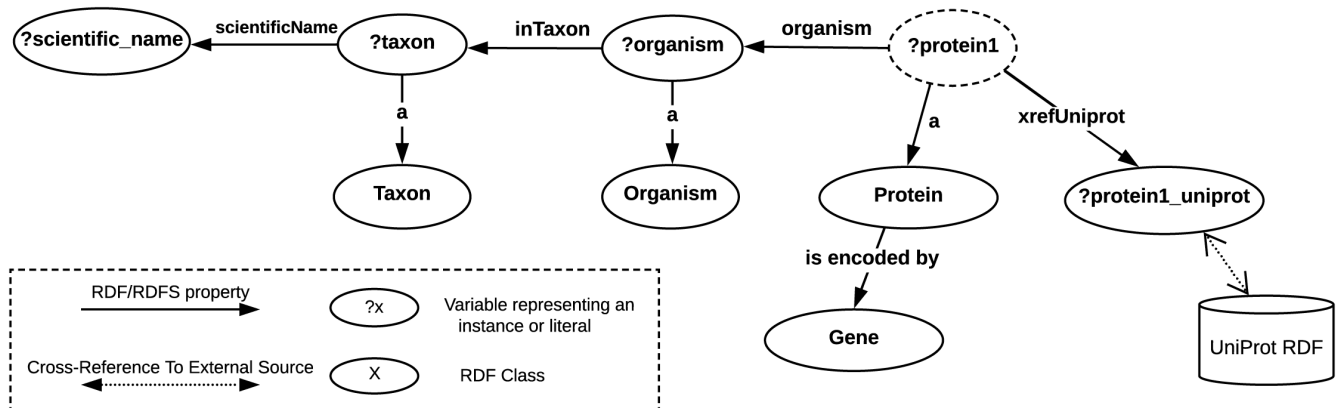 ?scientific_name
scientificName
?taxon
inTaxon
?organism
organism
?protein1
a
a
a
xrefUniprot
Taxon
Organism
Protein
?protein1_uniprot
is encoded by
Gene
UniProt RDF
RDF/RDFS property
?x
Variable representing an
instance or literal
Cross-Reference To External Source
X
RDF Class